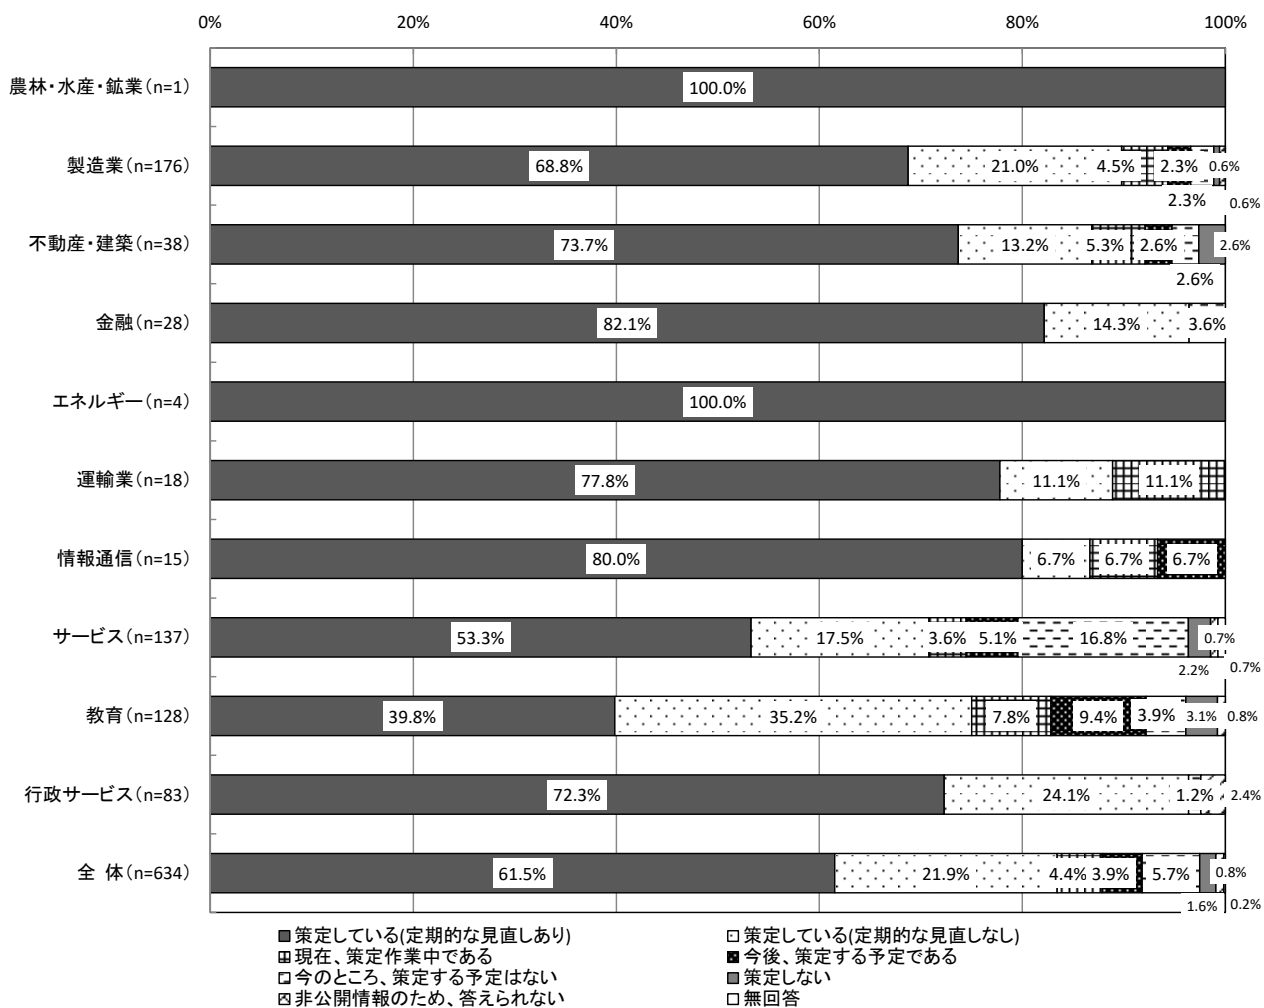 0% 20% 40% 60% 80% 100%
農林・水産・鉱業(n=1) 100.0%
製造業(n=176) 68.8% 21.0% 4.5% 2.3% 0.6%
2.3% 0.6%
不動産・建築(n=38) 73.7% 13.2% 5.3% 2.6% 2.6%
2.6%
金融(n=28) 82.1% 14.3% 3.6%
エネルギー(n=4) 100.0%
運輸業(n=18) 77.8% 11.1% 11.1%
情報通信(n=15) 80.0% 6.7% 6.7% 6.7%
サービス(n=137) 53.3% 17.5% 3.6% 5.1% 16.8% 0.7%
2.2% 0.7%
教育(n=128) 39.8% 35.2% 7.8% 9.4% 3.9% 3.1% 0.8%
行政サービス(n=83) 72.3% 24.1% 1.2% 2.4%
全 体(n=634) 61.5% 21.9% 4.4% 3.9% 5.7% 0.8%
1.6% 0.2%
策定している(定期的な見直しあり) 策定している(定期的な見直しなし)
現在、策定作業中である 今後、策定する予定である
今のところ、策定する予定はない 策定しない
非公開情報のため、答えられない 無回答